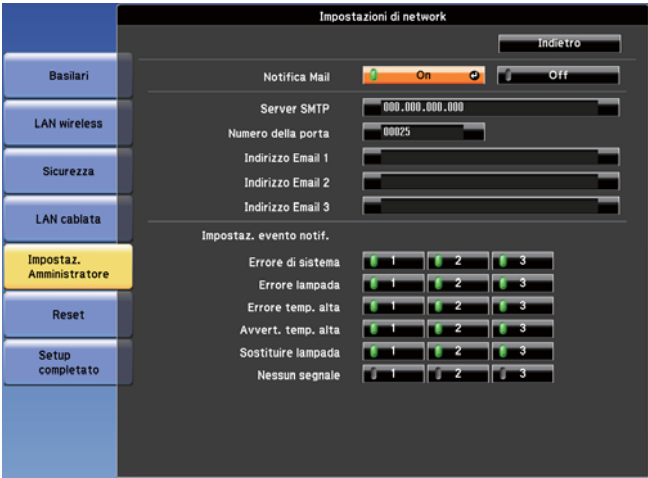 Impostazioni di network
Indietro
Basilari
LAN wireless
Sicurezza
LAN cablata
Impostaz.
Amministratore
Reset
Setup
completato
Notifica Mail On Off
Server SMTP 000.000.000.000
Numero della porta 00025
Indirizzo Email 1
Indirizzo Email 2
Indirizzo Email 3
Impostaz. evento notif.
Errore di sistema 1 2 3
Errore lampada 1 2 3
Errore temp. alta 1 2 3
Avvert. temp. alta 1 2 3
Sostituire lampada 1 2 3
Nessun segnale 1 2 3